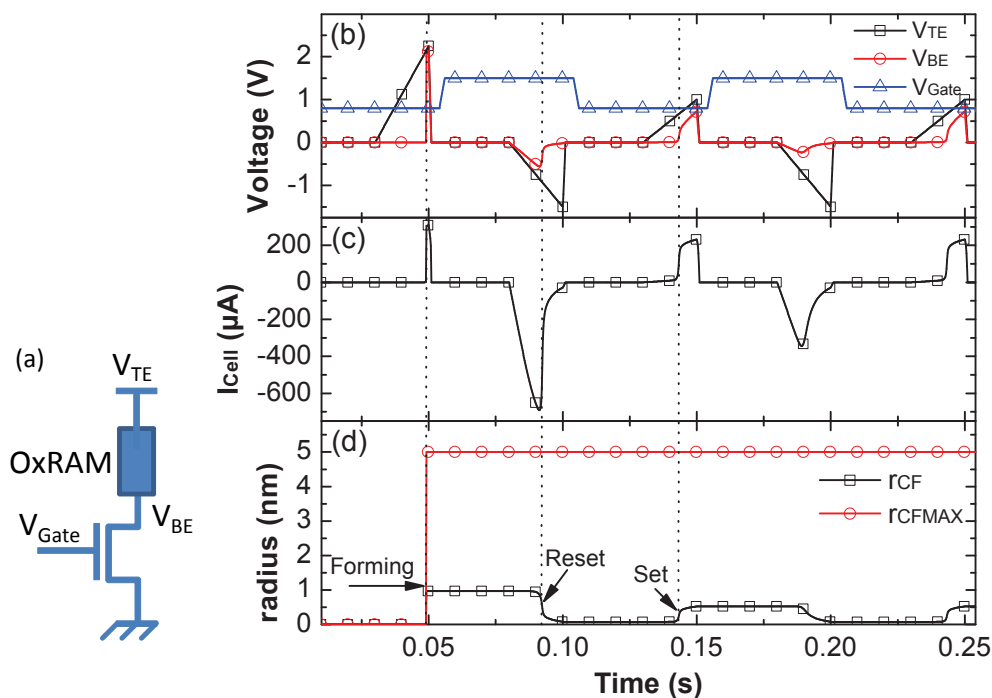 (a)
V_TE
OxRAM
V_Gate
V_BE
(b)
V_TE
V_BE
V_Gate
2
1
0
-1
Voltage (V)
(c)
200
0
-200
-400
-600
I_Cell (µA)
(d)
r_CF
r_CFMAX
5
4
3
2
1
0
radius (nm)
Forming
Reset
Set
0.05 0.10 0.15 0.20 0.25
Time (s)